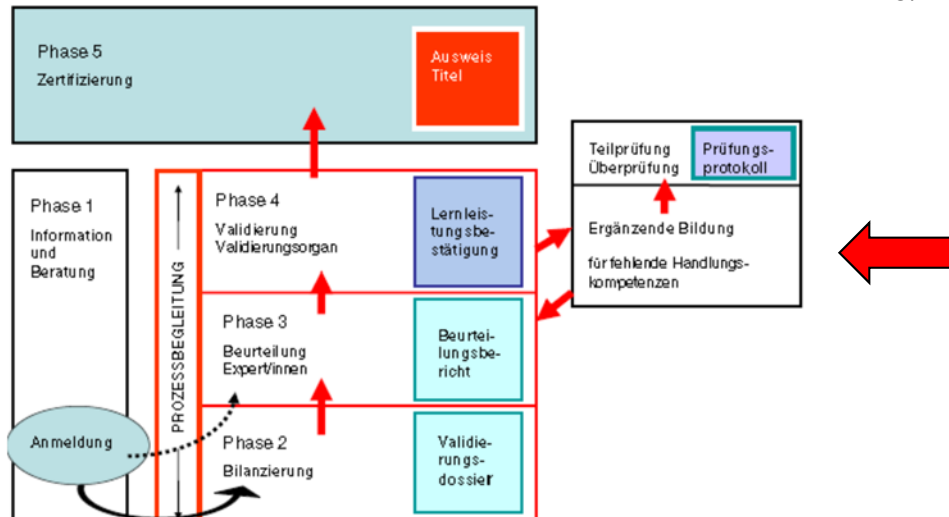 Phase 5
Zertifizierung
Ausweis
Titel
Teilprüfung
Überprüfung
Prüfungs-
protokoll
Ergänzende Bildung
für fehlende Handlungs-
kompetenzen
Phase 1
Information
und
Beratung
Anmeldung
PROZESSBEGLEITUNG
Phase 4
Validierung
Validierungsorgan
Lernleis-
tungsbe-
stätigung
Phase 3
Beurteilung
Expert/innen
Beurtei-
lungsbe-
richt
Phase 2
Bilanzierung
Validie-
rungs-
dossier